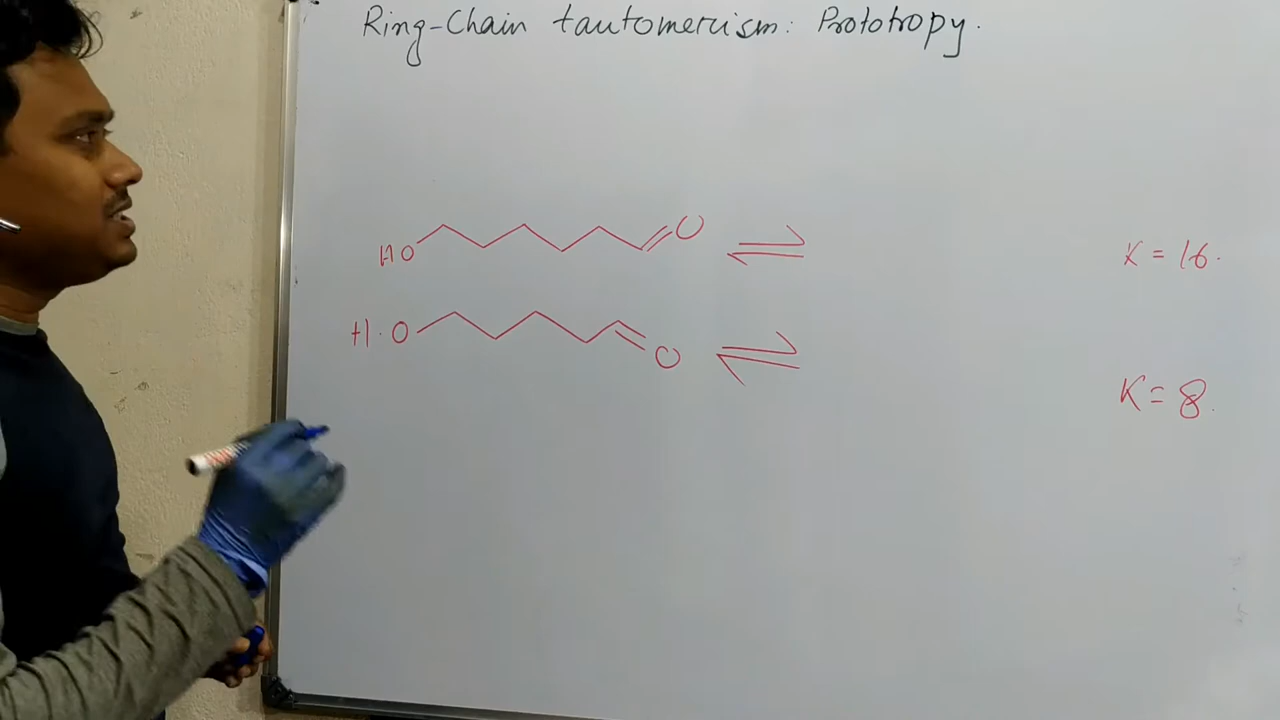 Ring-Chain tautomerism: Prototropy.
HO O ⇌ K = 16.
H·O O ⇌ K = 8.